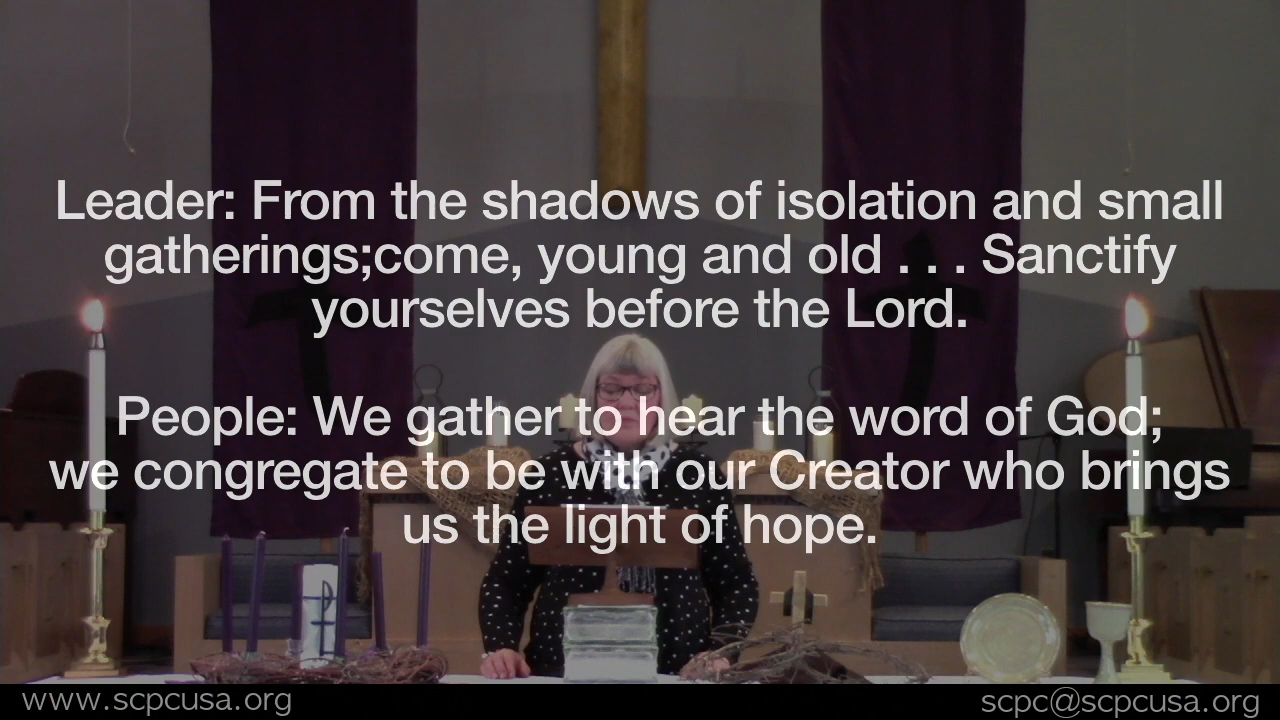 Leader: From the shadows of isolation and small
gatherings;come, young and old . . . Sanctify
yourselves before the Lord.
People: We gather to hear the word of God;
we congregate to be with our Creator who brings
us the light of hope.
www.scpcusa.org
scpc@scpcusa.org